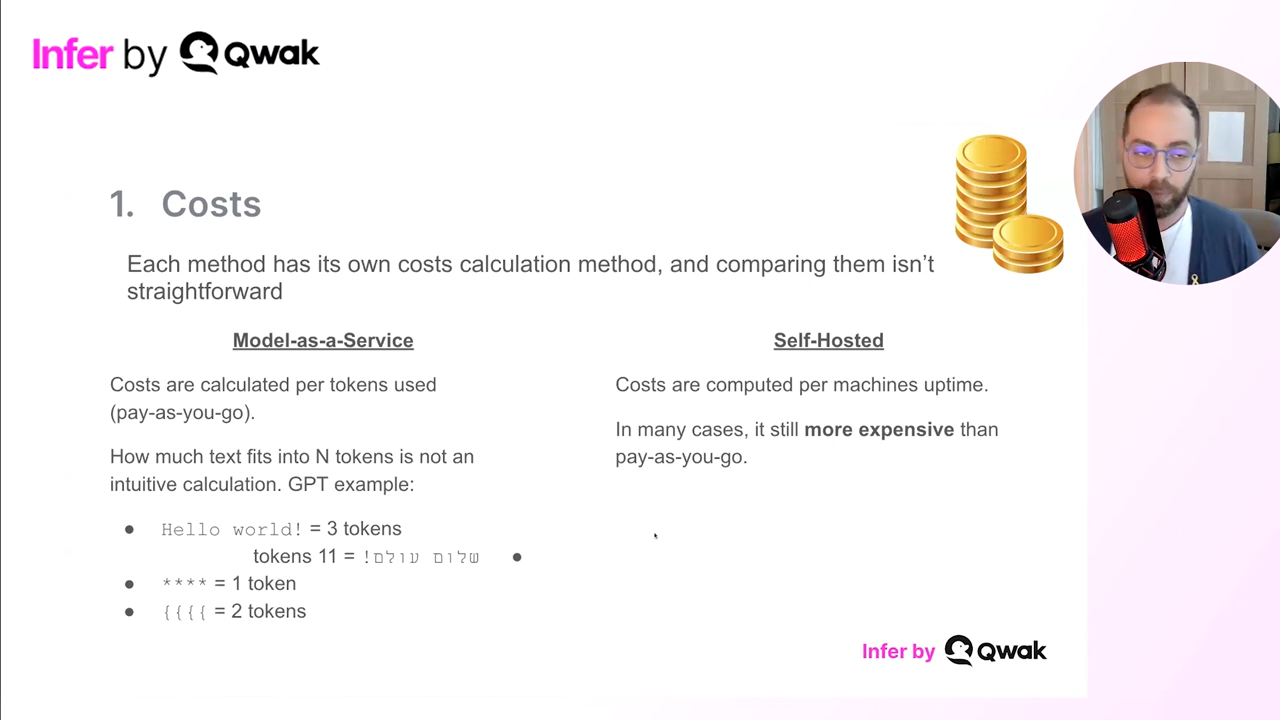 Infer by Qwak
1. Costs
Each method has its own costs calculation method, and comparing them isn’t
straightforward
Model-as-a-Service
Costs are calculated per tokens used
(pay-as-you-go).
How much text fits into N tokens is not an
intuitive calculation. GPT example:
● Hello world! = 3 tokens
● שלום עולם! = 11 tokens
● **** = 1 token
● {{{{ = 2 tokens
Self-Hosted
Costs are computed per machines uptime.
In many cases, it still more expensive than
pay-as-you-go.
Infer by Qwak